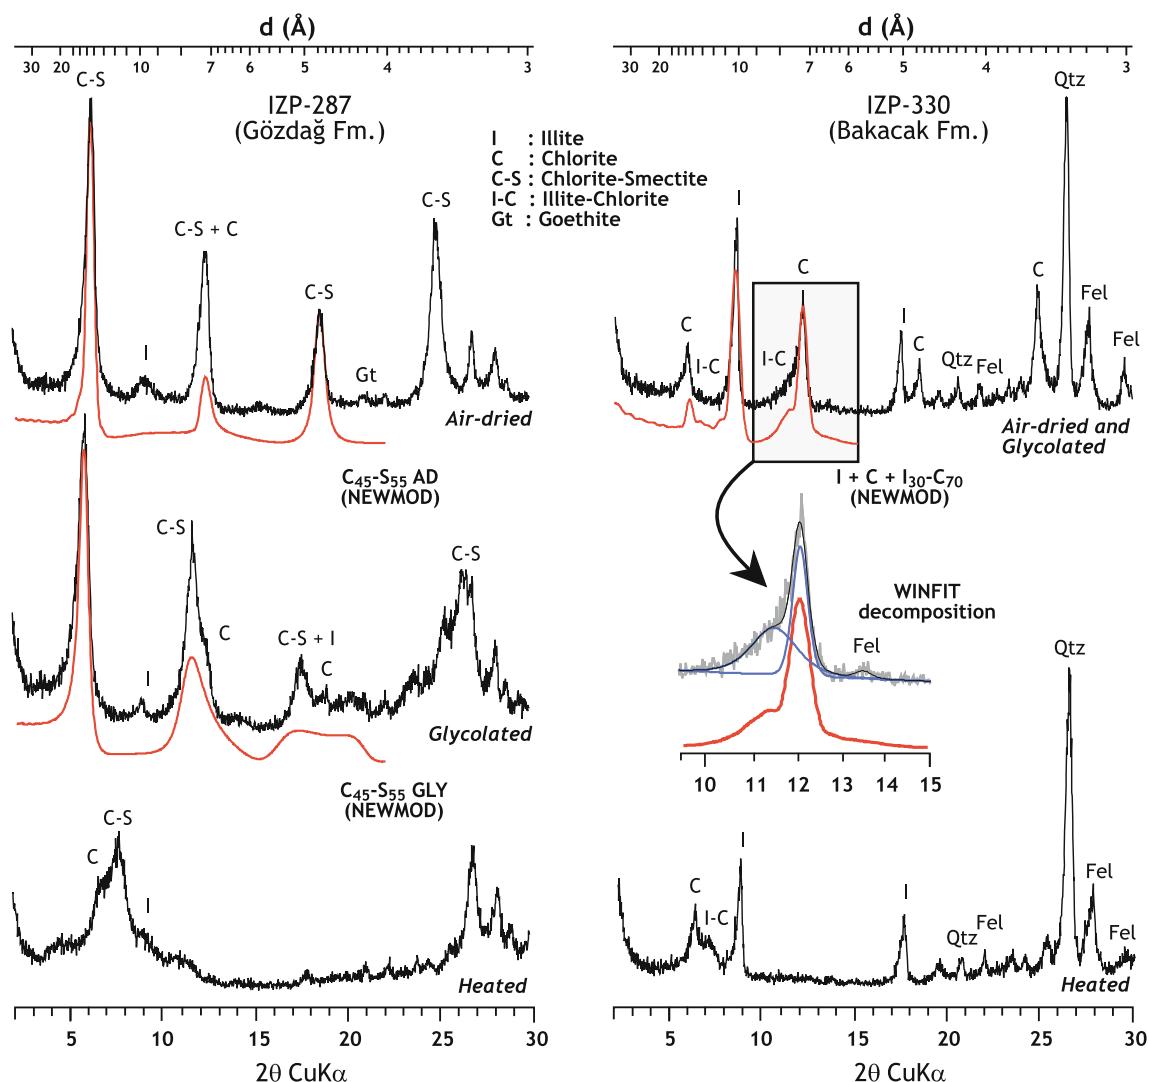 d (Å)
30 20 10 7 6 5 4 3
C-S
IZP-287
(Gözdağ Fm.)
I
C-S + C
C-S
Gt
C-S
Air-dried
C₄₅-S₅₅ AD
(NEWMOD)
C-S
C
I
C-S + I
C
C-S
Glycolated
C₄₅-S₅₅ GLY
(NEWMOD)
C-S
C
I
Heated
5 10 15 20 25 30
2θ CuKα
I : Illite
C : Chlorite
C-S : Chlorite-Smectite
I-C : Illite-Chlorite
Gt : Goethite
d (Å)
30 20 10 7 6 5 4 3
Qtz
IZP-330
(Bakacak Fm.)
I
C
C
I-C
I-C
I
C
Qtz
Fel
C
Fel
Fel
Air-dried and
Glycolated
I + C + I₃₀-C₇₀
(NEWMOD)
WINFIT
decomposition
Fel
10 11 12 13 14 15
Qtz
I
C
I-C
I
Qtz
Fel
Fel
Fel
Heated
5 10 15 20 25 30
2θ CuKα